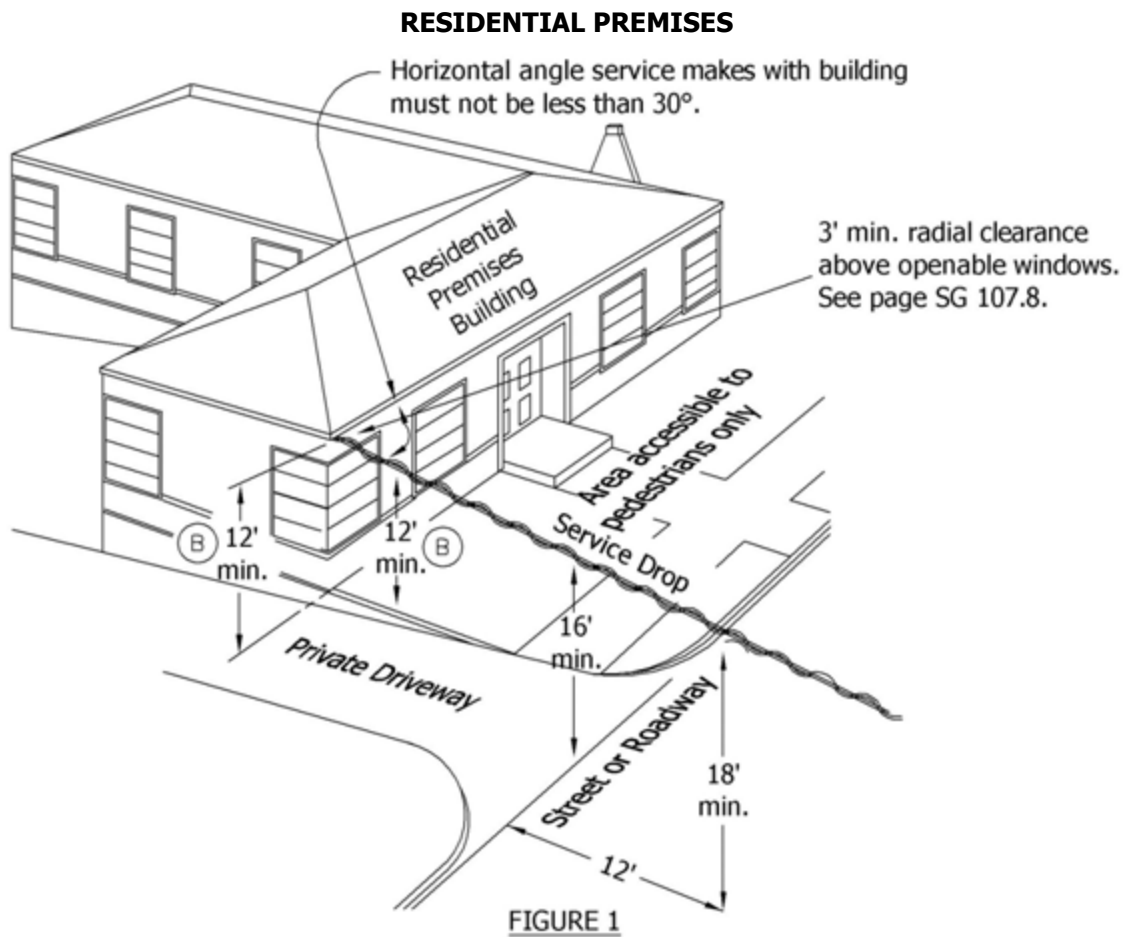 RESIDENTIAL PREMISES
Horizontal angle service makes with building
must not be less than 30°.
3' min. radial clearance
above openable windows.
See page SG 107.8.
Residential
Premises
Building
Area accessible to
pedestrians only
Service Drop
B
12'
min.
12'
min.
B
16'
min.
Private Driveway
Street or Roadway
18'
min.
12'
FIGURE 1